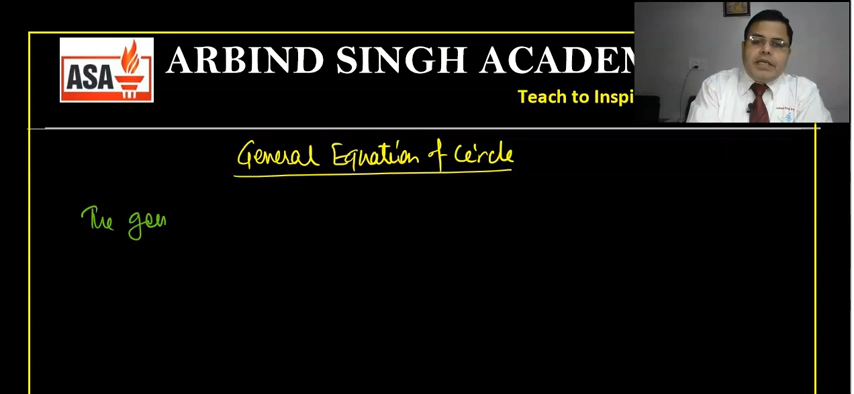 ASA
ARBIND SINGH ACADEM
Teach to Inspi
General Equation of Circle
The gen